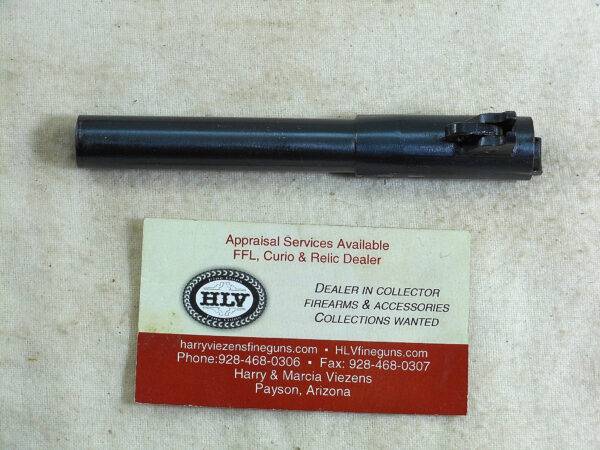 Appraisal Services Available
FFL, Curio & Relic Dealer
HLV
DEALER IN COLLECTOR
FIREARMS & ACCESSORIES
COLLECTIONS WANTED
harryviezensfineguns.com • HLVfineguns.com
Phone:928-468-0306 • Fax: 928-468-0307
Harry & Marcia Viezens
Payson, Arizona